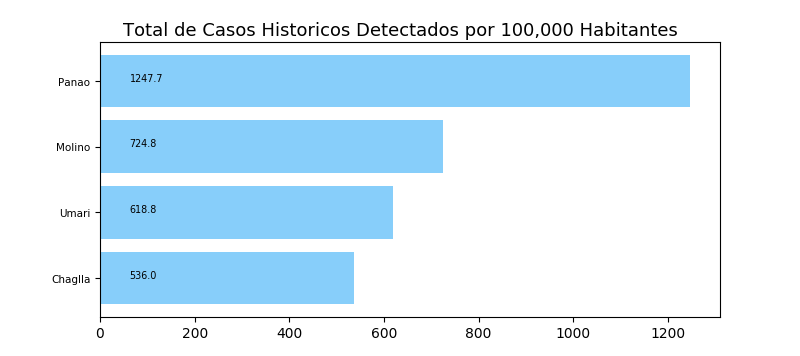 Total de Casos Historicos Detectados por 100,000 Habitantes
Panao 1247.7
Molino 724.8
Umari 618.8
Chaglla 536.0
0 200 400 600 800 1000 1200